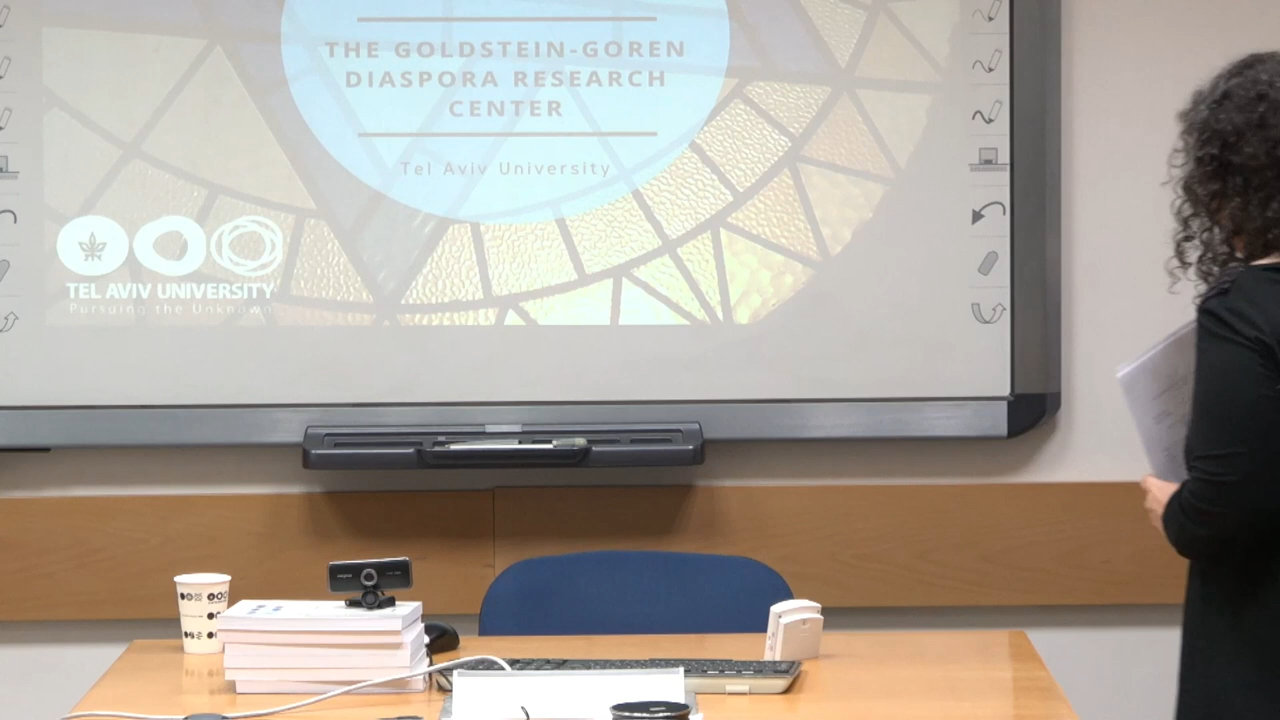 THE GOLDSTEIN-GOREN
DIASPORA RESEARCH
CENTER
Tel Aviv University
TEL AVIV UNIVERSITY
Pursuing the Unknown